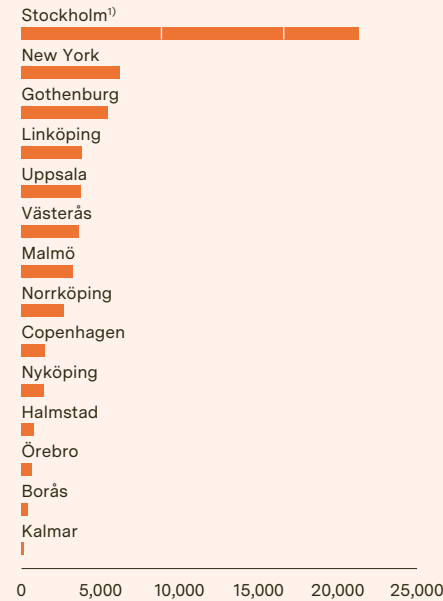 Stockholm¹⁾
New York
Gothenburg
Linköping
Uppsala
Västerås
Malmö
Norrköping
Copenhagen
Nyköping
Halmstad
Örebro
Borås
Kalmar
0 5,000 10,000 15,000 20,000 25,000